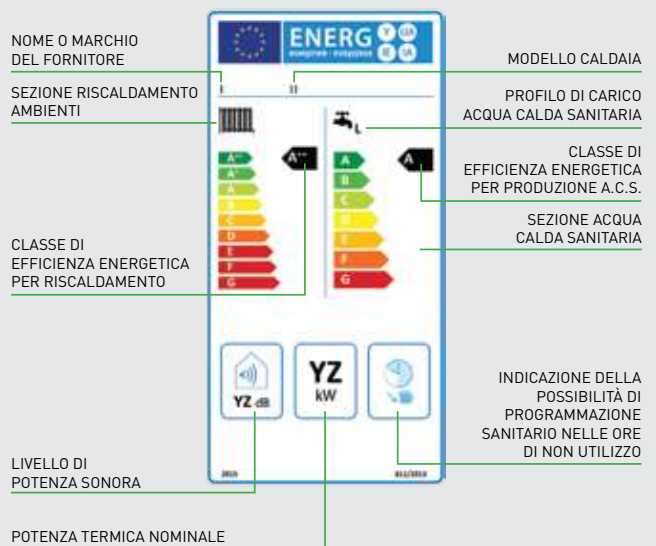 NOME O MARCHIO
DEL FORNITORE
SEZIONE RISCALDAMENTO
AMBIENTI
CLASSE DI
EFFICIENZA ENERGETICA
PER RISCALDAMENTO
LIVELLO DI
POTENZA SONORA
POTENZA TERMICA NOMINALE
ENERG
Y IJA
IE IA
I II
L
A++
A+
A
B
C
D
E
F
G
A++
A
B
C
D
E
F
G
A
YZ dB
YZ
kW
2015 811/2013
MODELLO CALDAIA
PROFILO DI CARICO
ACQUA CALDA SANITARIA
CLASSE DI
EFFICIENZA ENERGETICA
PER PRODUZIONE A.C.S.
SEZIONE ACQUA
CALDA SANITARIA
INDICAZIONE DELLA
POSSIBILITÀ DI
PROGRAMMAZIONE
SANITARIO NELLE ORE
DI NON UTILIZZO